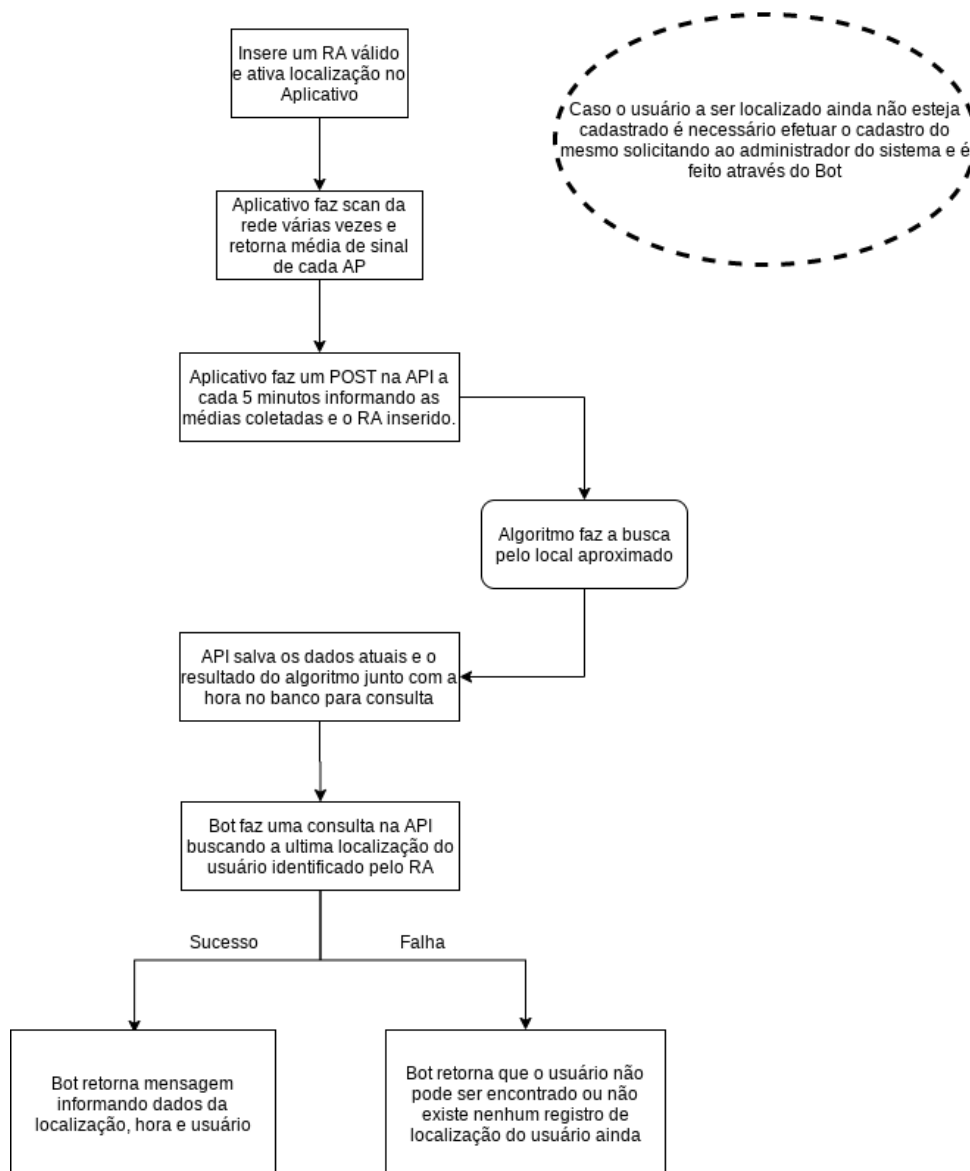 Insere um RA válido
e ativa localização no
Aplicativo
Caso o usuário a ser localizado ainda não esteja
cadastrado é necessário efetuar o cadastro do
mesmo solicitando ao administrador do sistema e é
feito através do Bot
Aplicativo faz scan da
rede várias vezes e
retorna média de sinal
de cada AP
Aplicativo faz um POST na API a
cada 5 minutos informando as
médias coletadas e o RA inserido.
Algoritmo faz a busca
pelo local aproximado
API salva os dados atuais e o
resultado do algoritmo junto com a
hora no banco para consulta
Bot faz uma consulta na API
buscando a ultima localização do
usuário identificado pelo RA
Sucesso
Falha
Bot retorna mensagem
informando dados da
localização, hora e usuário
Bot retorna que o usuário não
pode ser encontrado ou não
existe nenhum registro de
localização do usuário ainda